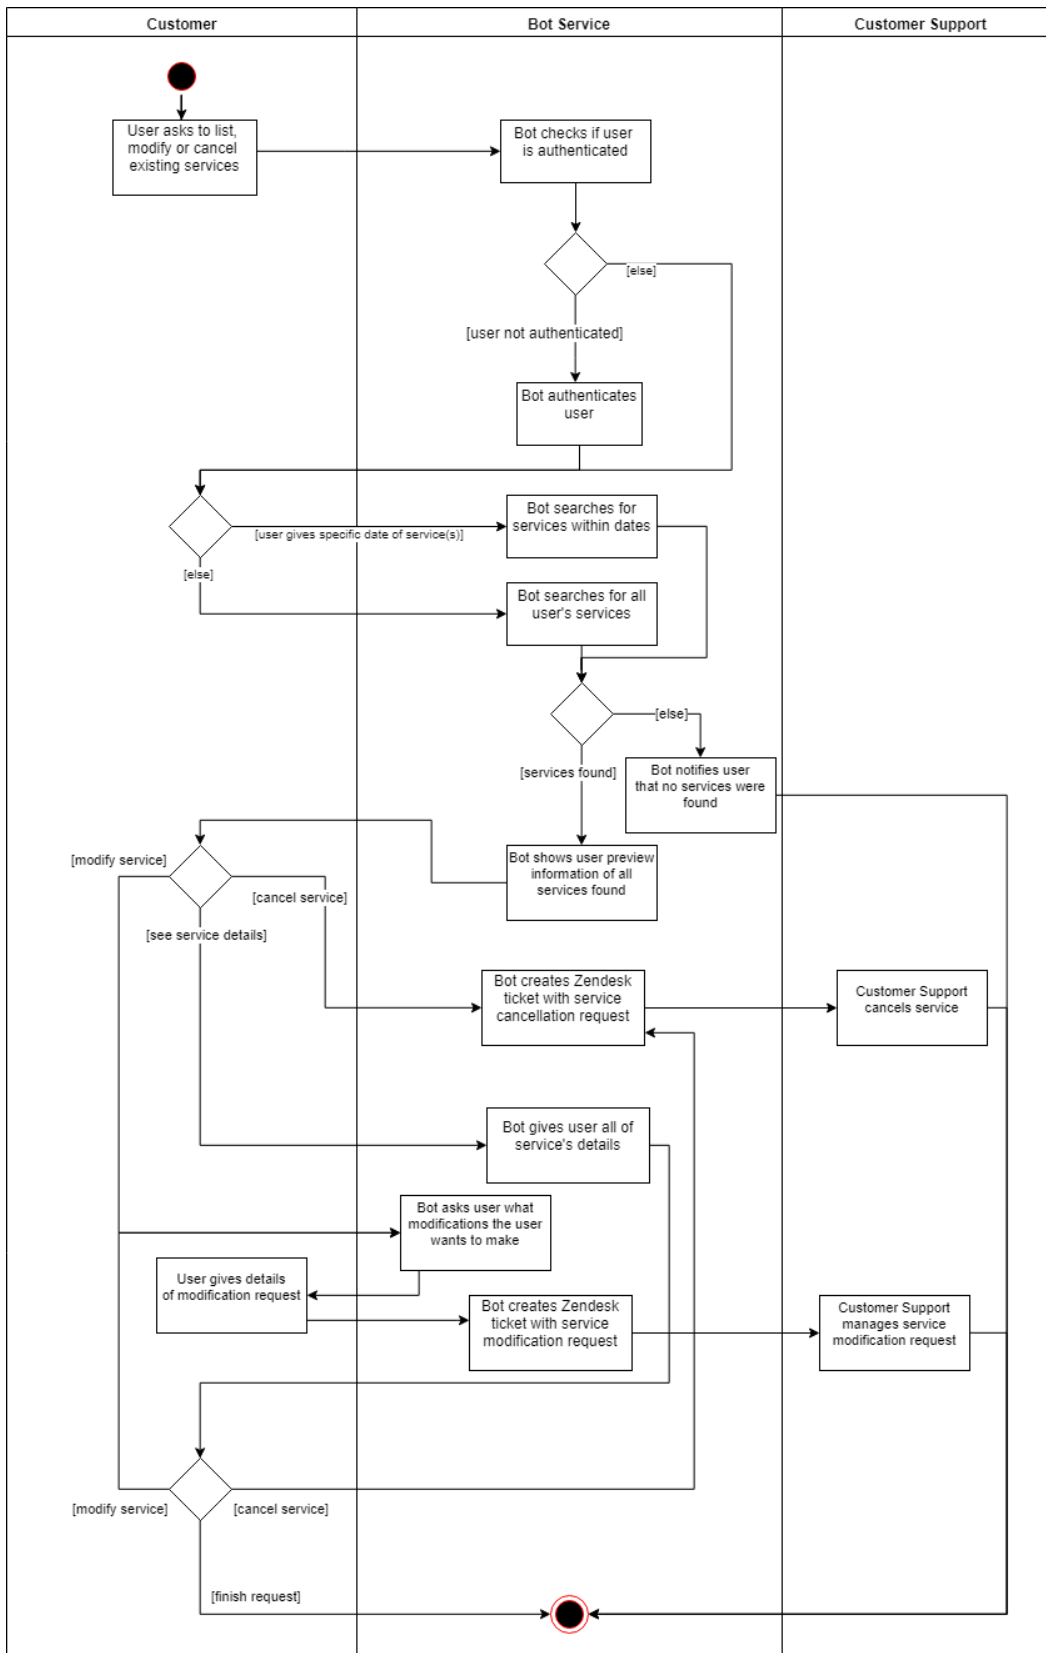 Customer
Bot Service
Customer Support
User asks to list,
modify or cancel
existing services
Bot checks if user
is authenticated
[else]
[user not authenticated]
Bot authenticates
user
Bot searches for
services within dates
[user gives specific date of service(s)]
[else]
Bot searches for all
user's services
[else]
[services found]
Bot notifies user
that no services were
found
Bot shows user preview
information of all
services found
[modify service]
[cancel service]
[see service details]
Bot creates Zendesk
ticket with service
cancellation request
Customer Support
cancels service
Bot gives user all of
service's details
Bot asks user what
modifications the user
wants to make
User gives details
of modification request
Bot creates Zendesk
ticket with service
modification request
Customer Support
manages service
modification request
[modify service]
[cancel service]
[finish request]